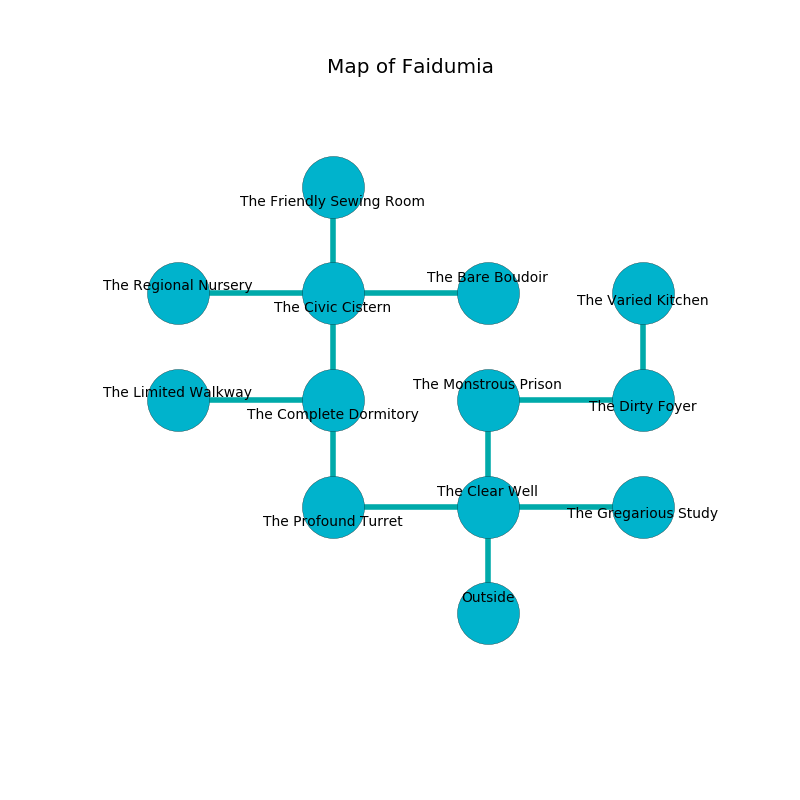 Map of Faidumia
The Friendly Sewing Room
The Bare Boudoir
The Regional Nursery
The Varied Kitchen
The Civic Cistern
The Monstrous Prison
The Limited Walkway
The Dirty Foyer
The Complete Dormitory
The Clear Well
The Gregarious Study
The Profound Turret
Outside